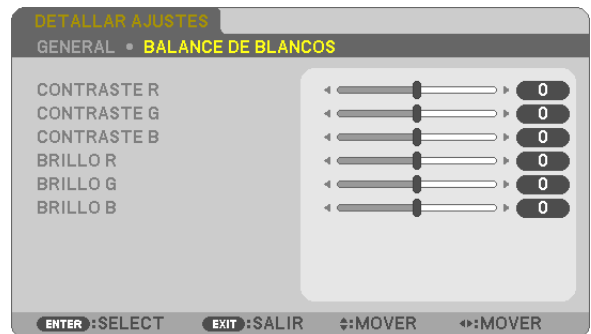 DETALLAR AJUSTES
GENERAL • BALANCE DE BLANCOS
CONTRASTE R 0
CONTRASTE G 0
CONTRASTE B 0
BRILLO R 0
BRILLO G 0
BRILLO B 0
ENTER :SELECT EXIT :SALIR :MOVER :MOVER